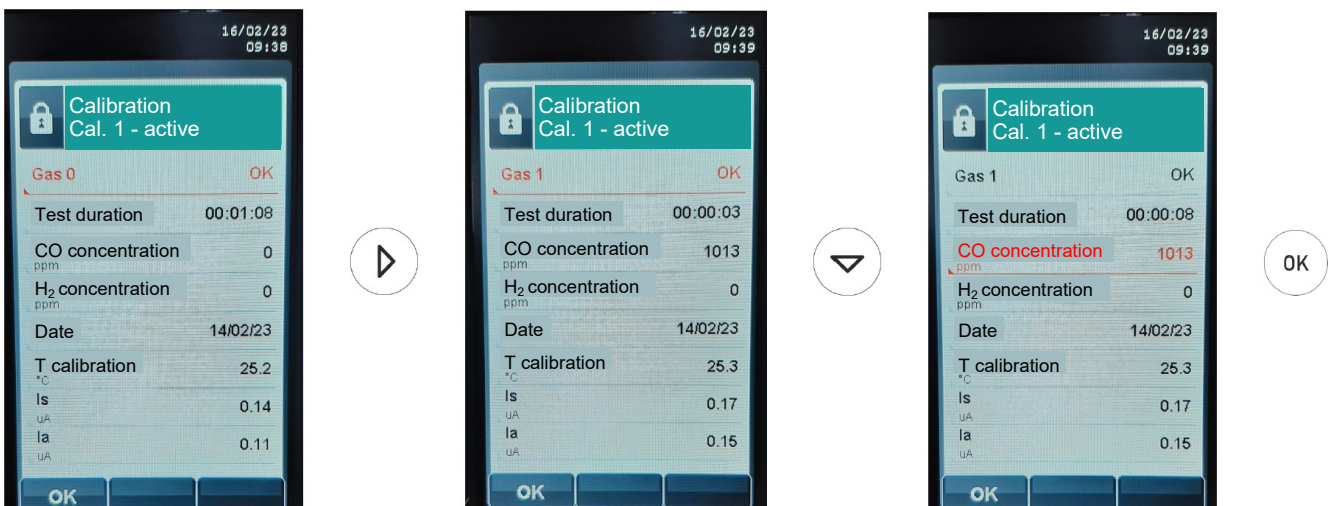 16/02/23
09:38
Calibration
Cal. 1 - active
Gas 0 OK
Test duration 00:01:08
CO concentration 0
ppm
H₂ concentration 0
ppm
Date 14/02/23
T calibration 25.2
°C
Is 0.14
uA
Ia 0.11
uA
OK
16/02/23
09:39
Calibration
Cal. 1 - active
Gas 1 OK
Test duration 00:00:03
CO concentration 1013
ppm
H₂ concentration 0
ppm
Date 14/02/23
T calibration 25.3
°C
Is 0.17
uA
Ia 0.15
uA
OK
16/02/23
09:39
Calibration
Cal. 1 - active
Gas 1 OK
Test duration 00:00:08
CO concentration 1013
ppm
H₂ concentration 0
ppm
Date 14/02/23
T calibration 25.3
°C
Is 0.17
uA
Ia 0.15
uA
OK
OK